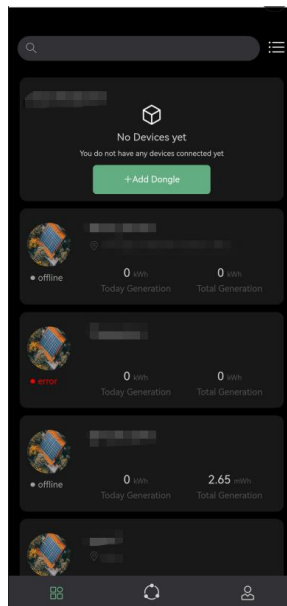 No Devices yet
You do not have any devices connected yet
+Add Dongle
0 kWh 0 kWh
Today Generation Total Generation
offline
0 kWh 0 kWh
Today Generation Total Generation
error
0 kWh 2.65 mWh
Today Generation Total Generation
offline